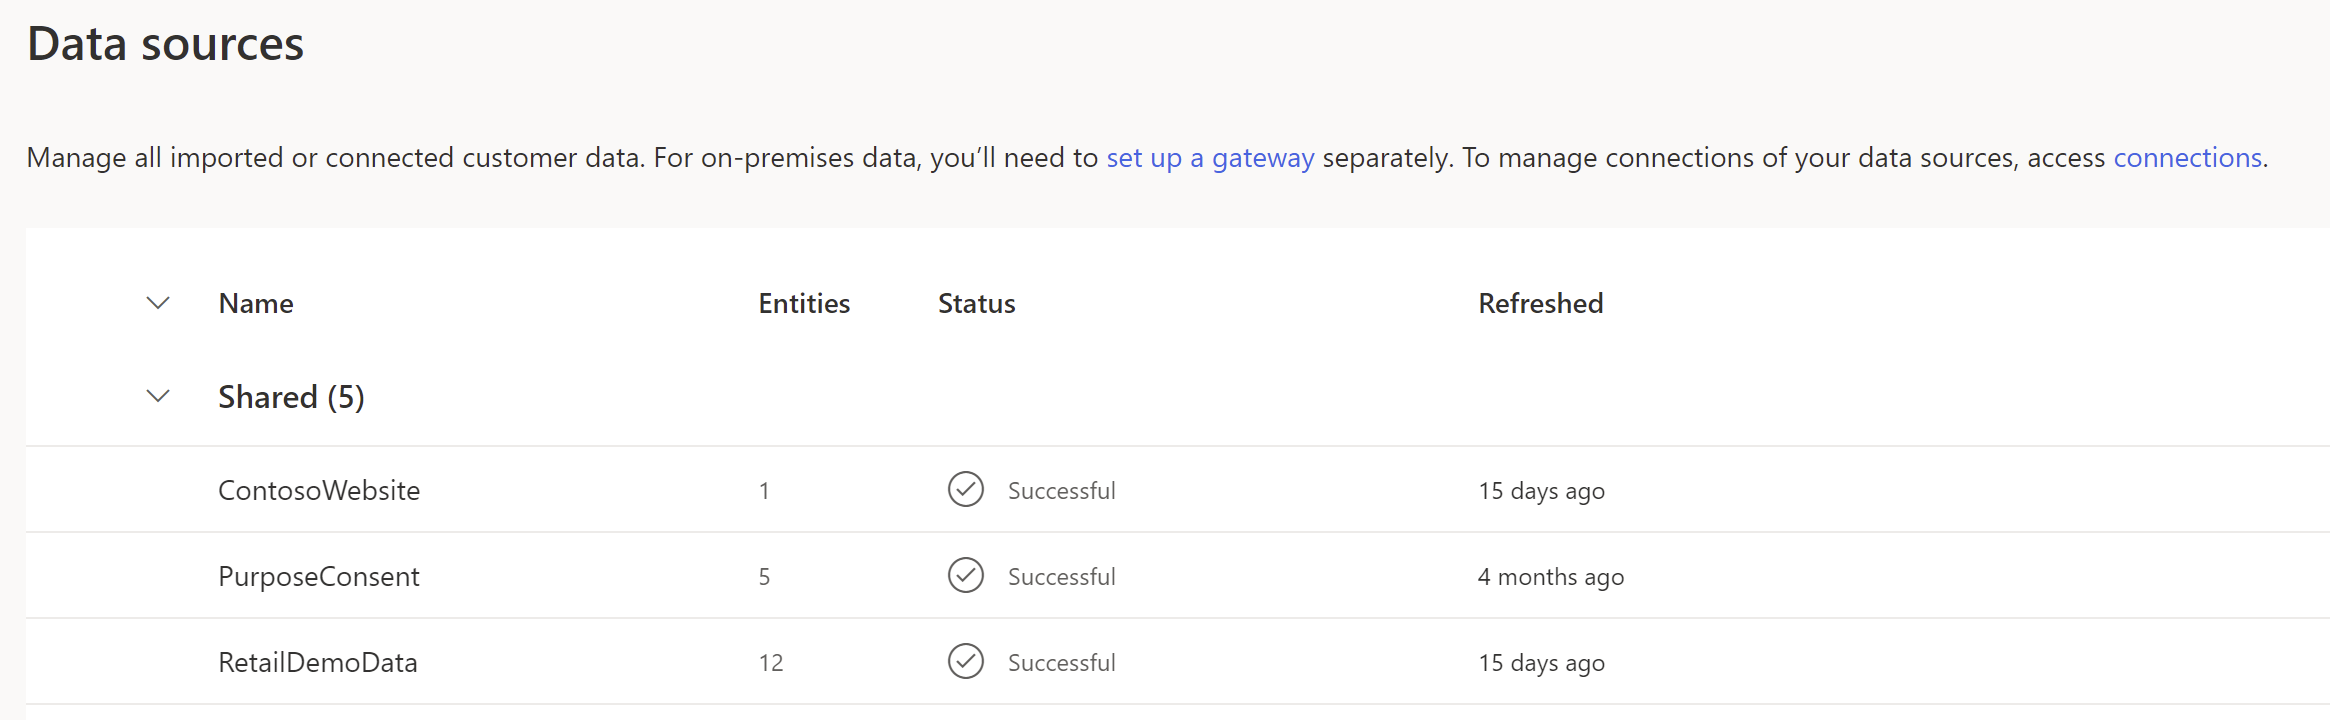 Data sources
Manage all imported or connected customer data. For on-premises data, you’ll need to set up a gateway separately. To manage connections of your data sources, access connections.
Name Entities Status Refreshed
Shared (5)
ContosoWebsite 1 Successful 15 days ago
PurposeConsent 5 Successful 4 months ago
RetailDemoData 12 Successful 15 days ago